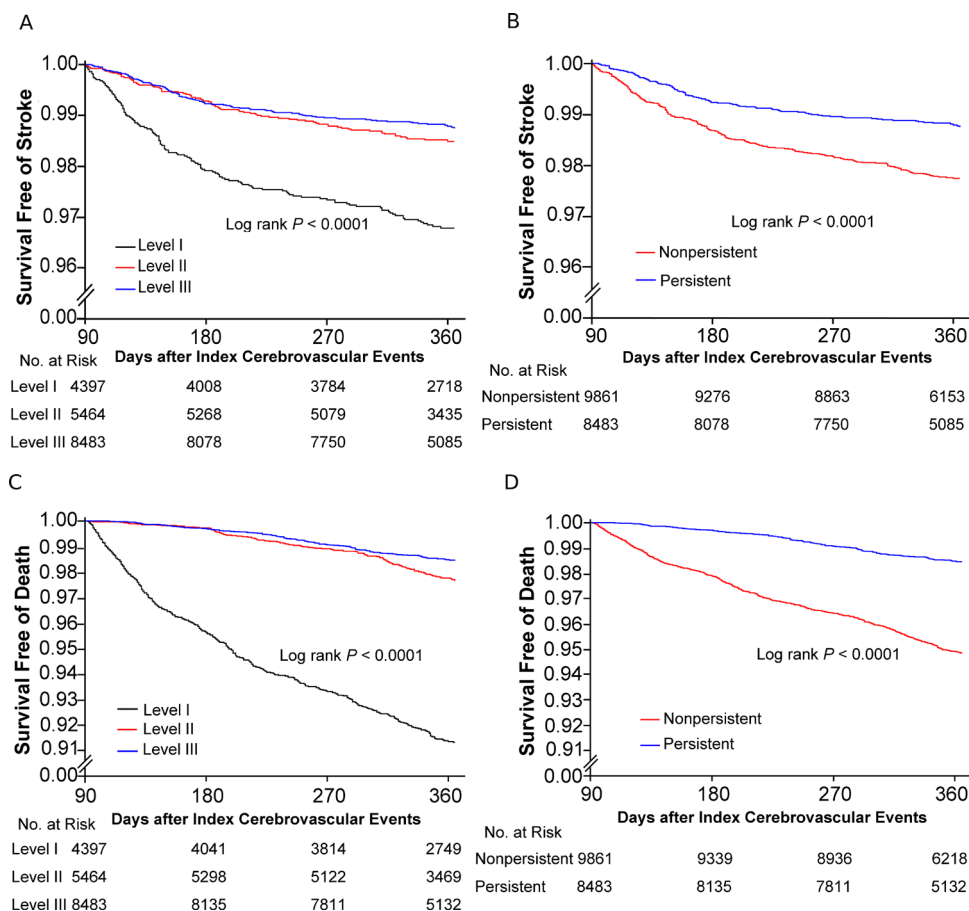 A
Survival Free of Stroke
1.00
0.99
0.98
0.97
0.96
0.00
Log rank P < 0.0001
Level I
Level II
Level III
90 180 270 360
Days after Index Cerebrovascular Events
No. at Risk
Level I 4397 4008 3784 2718
Level II 5464 5268 5079 3435
Level III 8483 8078 7750 5085
B
Survival Free of Stroke
1.00
0.99
0.98
0.97
0.96
0.00
Log rank P < 0.0001
Nonpersistent
Persistent
90 180 270 360
Days after Index Cerebrovascular Events
No. at Risk
Nonpersistent 9861 9276 8863 6153
Persistent 8483 8078 7750 5085
C
Survival Free of Death
1.00
0.99
0.98
0.97
0.96
0.95
0.94
0.93
0.92
0.91
0.00
Log rank P < 0.0001
Level I
Level II
Level III
90 180 270 360
Days after Index Cerebrovascular Events
No. at Risk
Level I 4397 4041 3814 2749
Level II 5464 5298 5122 3469
Level III 8483 8135 7811 5132
D
Survival Free of Death
1.00
0.99
0.98
0.97
0.96
0.95
0.94
0.93
0.92
0.91
0.00
Log rank P < 0.0001
Nonpersistent
Persistent
90 180 270 360
Days after Index Cerebrovascular Events
No. at Risk
Nonpersistent 9861 9339 8936 6218
Persistent 8483 8135 7811 5132